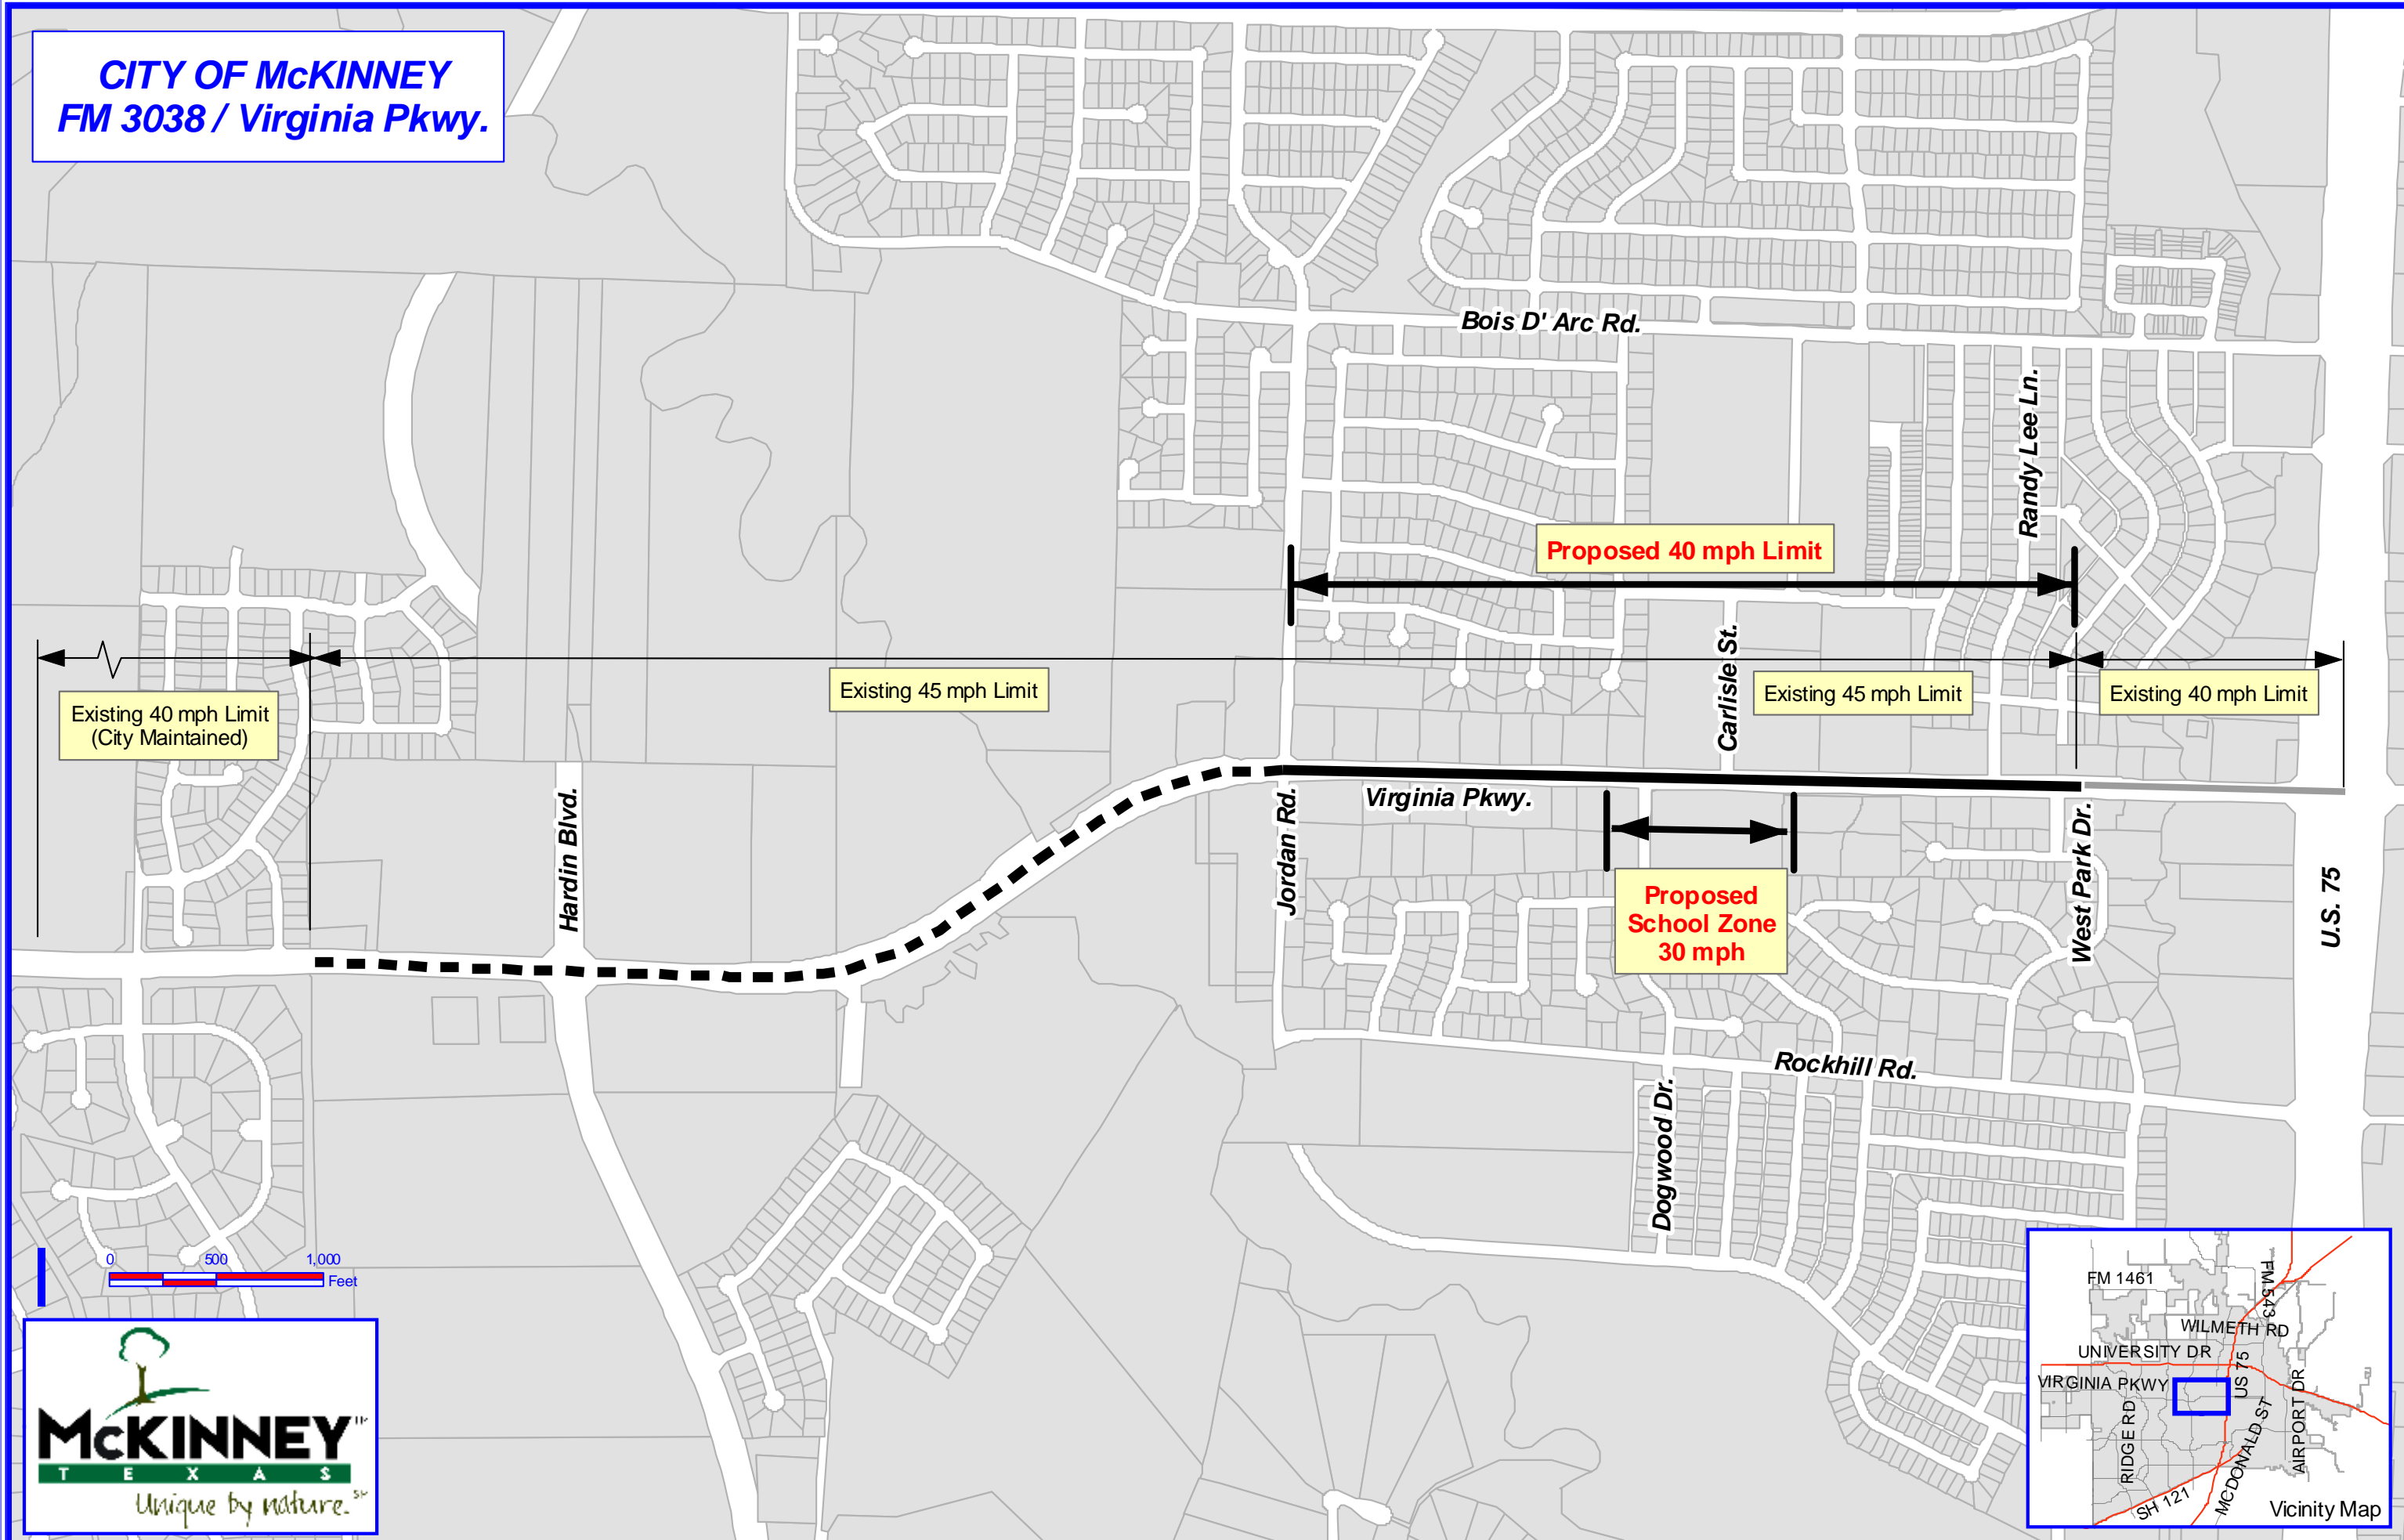 CITY OF McKINNEY
FM 3038 / Virginia Pkwy.
Bois D' Arc Rd.
Randy Lee Ln.
Proposed 40 mph Limit
Carlisle St.
Existing 40 mph Limit
(City Maintained)
Existing 45 mph Limit
Existing 45 mph Limit
Existing 40 mph Limit
Hardin Blvd.
Jordan Rd.
Virginia Pkwy.
West Park Dr.
U.S. 75
Proposed
School Zone
30 mph
Rockhill Rd.
Dogwood Dr.
0 500 1,000
Feet
McKINNEY
TEXAS
Unique by nature.
FM 1461
FM 543
WILMETH RD
UNIVERSITY DR
US 75
VIRGINIA PKWY
RIDGE RD
MCDONALD ST
AIRPORT DR
SH 121
Vicinity Map